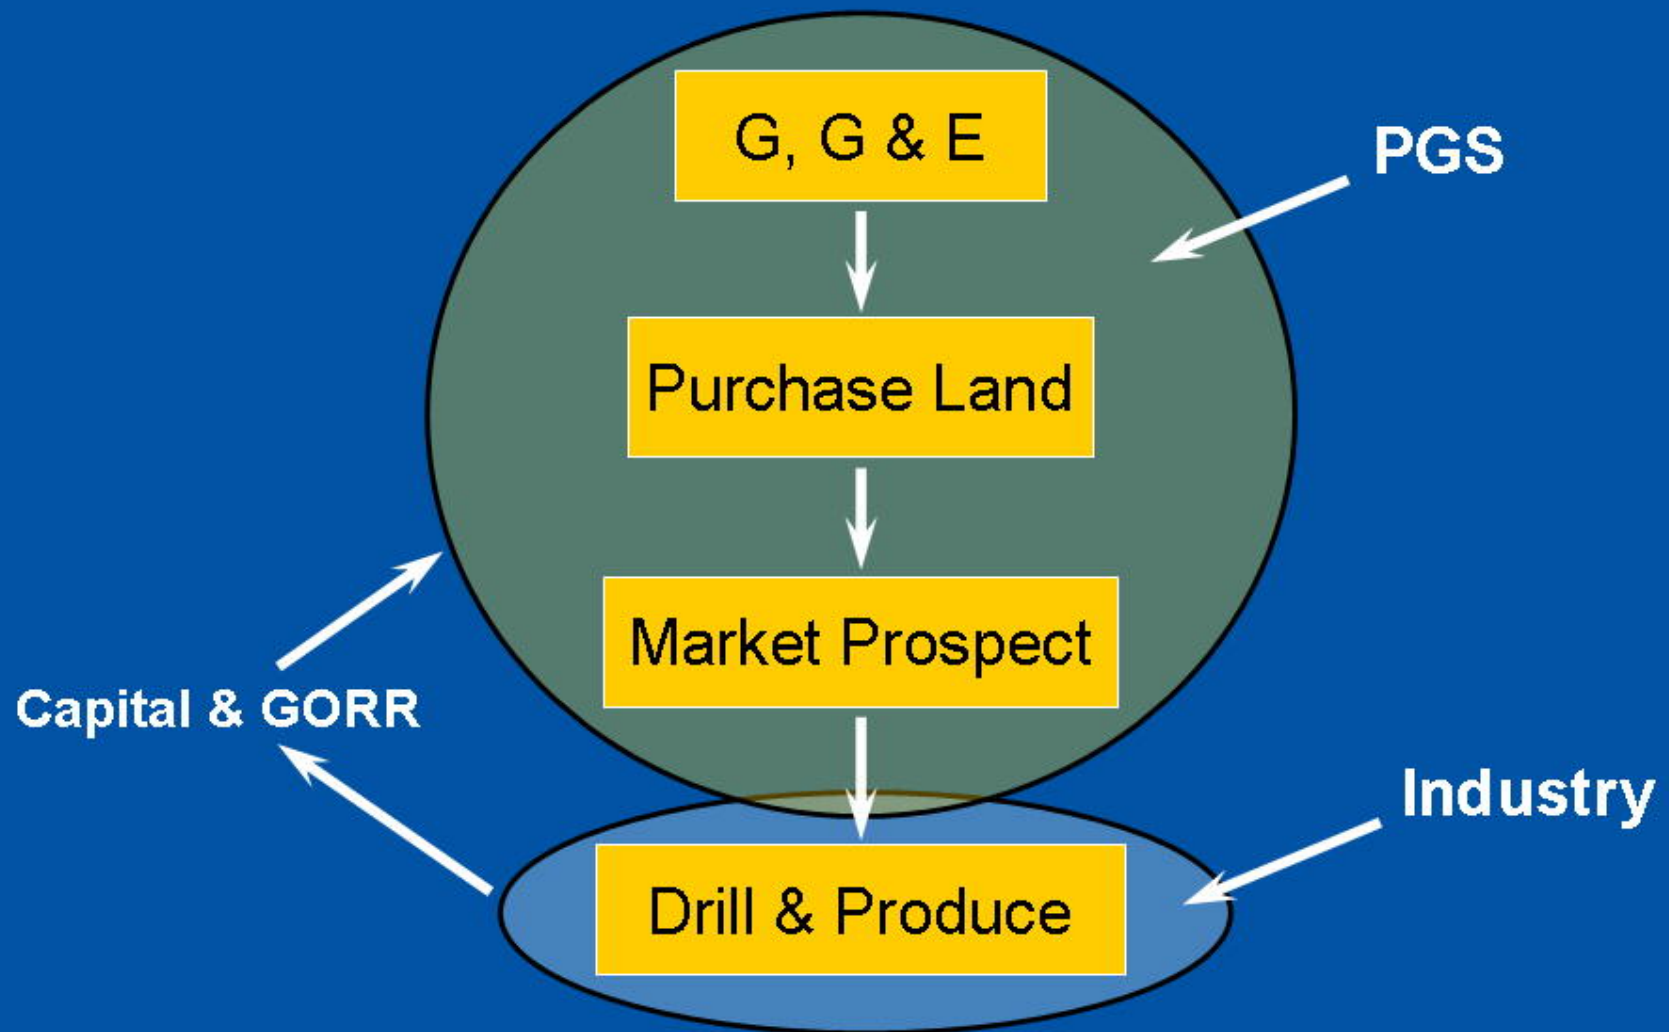 G, G & E
PGS
Purchase Land
Market Prospect
Capital & GORR
Industry
Drill & Produce